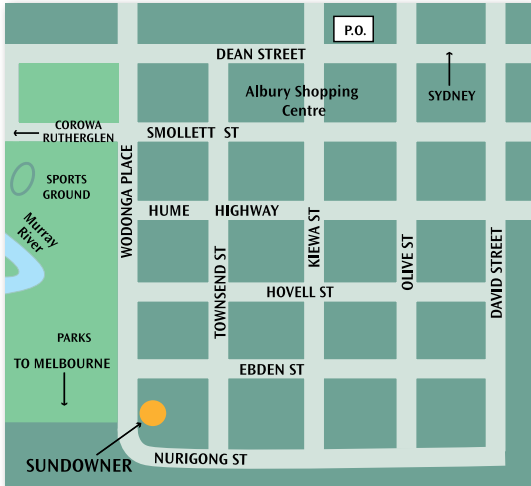 P.O.
DEAN STREET
Albury Shopping
Centre
SYDNEY
COROWA
RUTHERGLEN
SMOLLETT ST
SPORTS
GROUND
WODONGA PLACE
HUME HIGHWAY
Murray
River
TOWNSEND ST
KIEWA ST
OLIVE ST
DAVID STREET
HOVELL ST
PARKS
TO MELBOURNE
EBDEN ST
SUNDOWNER
NURIGONG ST